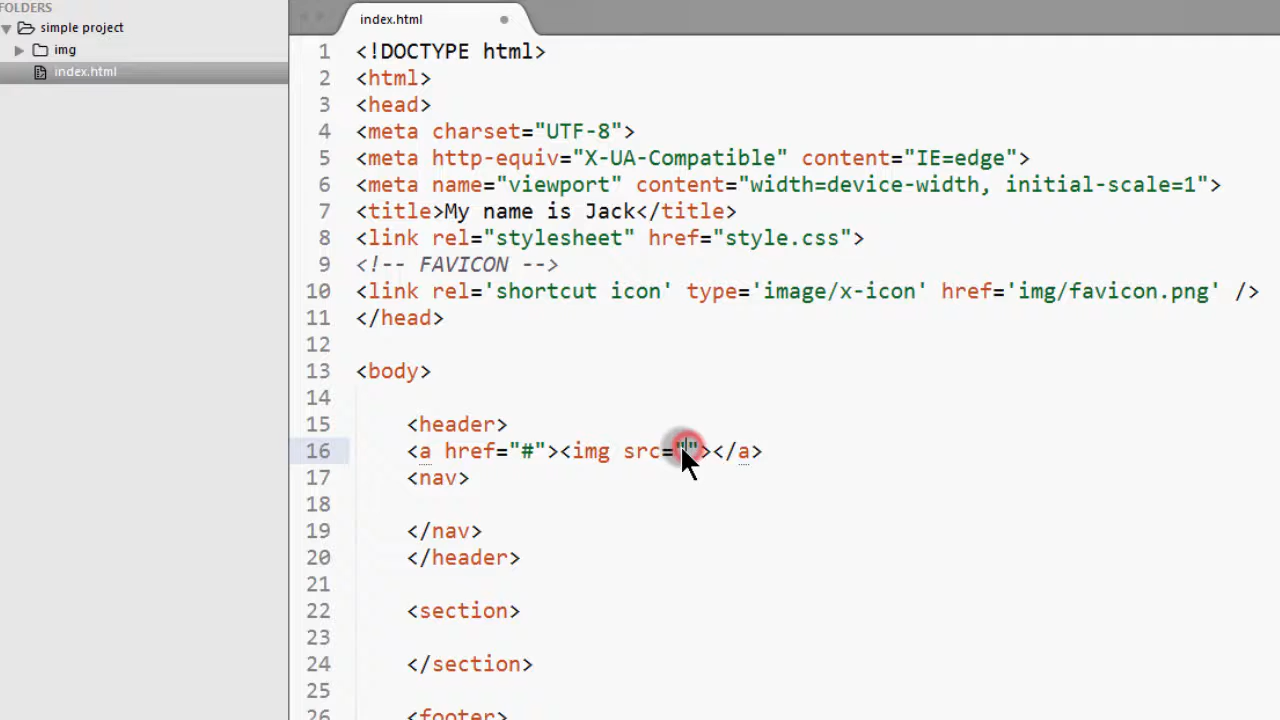 FOLDERS
simple project
img
index.html
index.html
1 <!DOCTYPE html>
2 <html>
3 <head>
4 <meta charset="UTF-8">
5 <meta http-equiv="X-UA-Compatible" content="IE=edge">
6 <meta name="viewport" content="width=device-width, initial-scale=1">
7 <title>My name is Jack</title>
8 <link rel="stylesheet" href="style.css">
9 <!-- FAVICON -->
10 <link rel='shortcut icon' type='image/x-icon' href='img/favicon.png' />
11 </head>
12
13 <body>
14
15 <header>
16 <a href="#"><img src=""></a>
17 <nav>
18
19 </nav>
20 </header>
21
22 <section>
23
24 </section>
25
26 <footer>